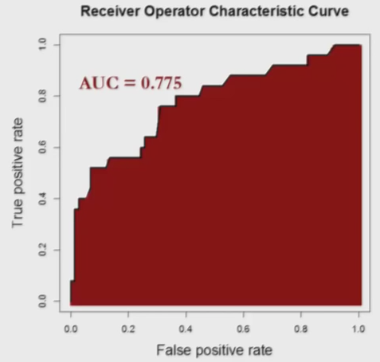 Receiver Operator Characteristic Curve
AUC = 0.775
True positive rate
1.0
0.8
0.6
0.4
0.2
0.0
0.0 0.2 0.4 0.6 0.8 1.0
False positive rate